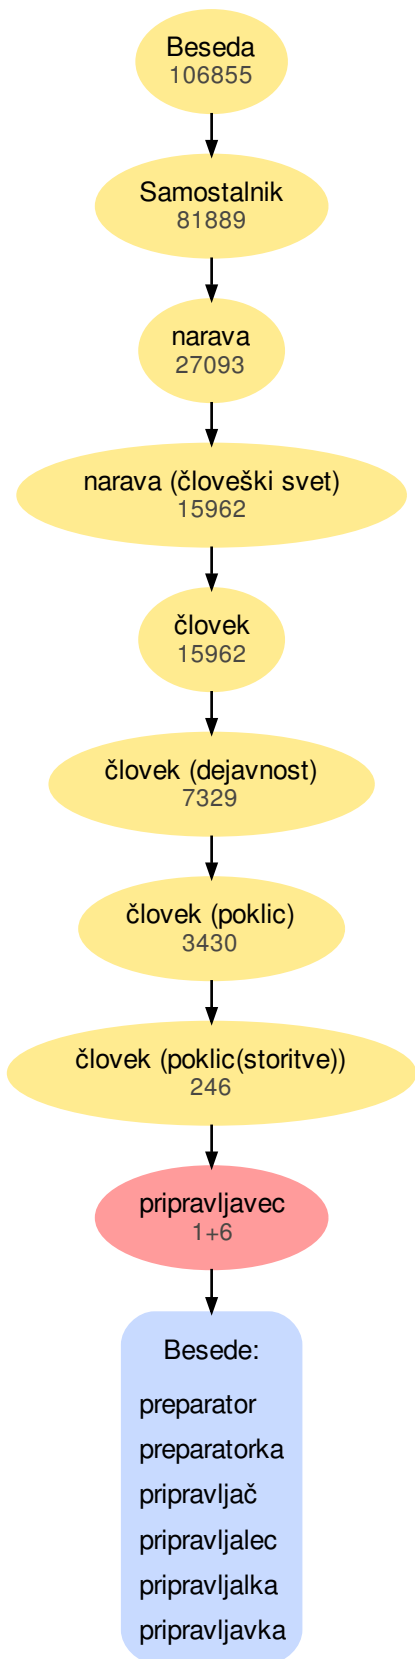 Beseda
106855
Samostalnik
81889
narava
27093
narava (človeški svet)
15962
človek
15962
človek (dejavnost)
7329
človek (poklic)
3430
človek (poklic(storitve))
246
pripravljavec
1+6
Besede:
preparator
preparatorka
pripravljač
pripravljalec
pripravljalka
pripravljavka